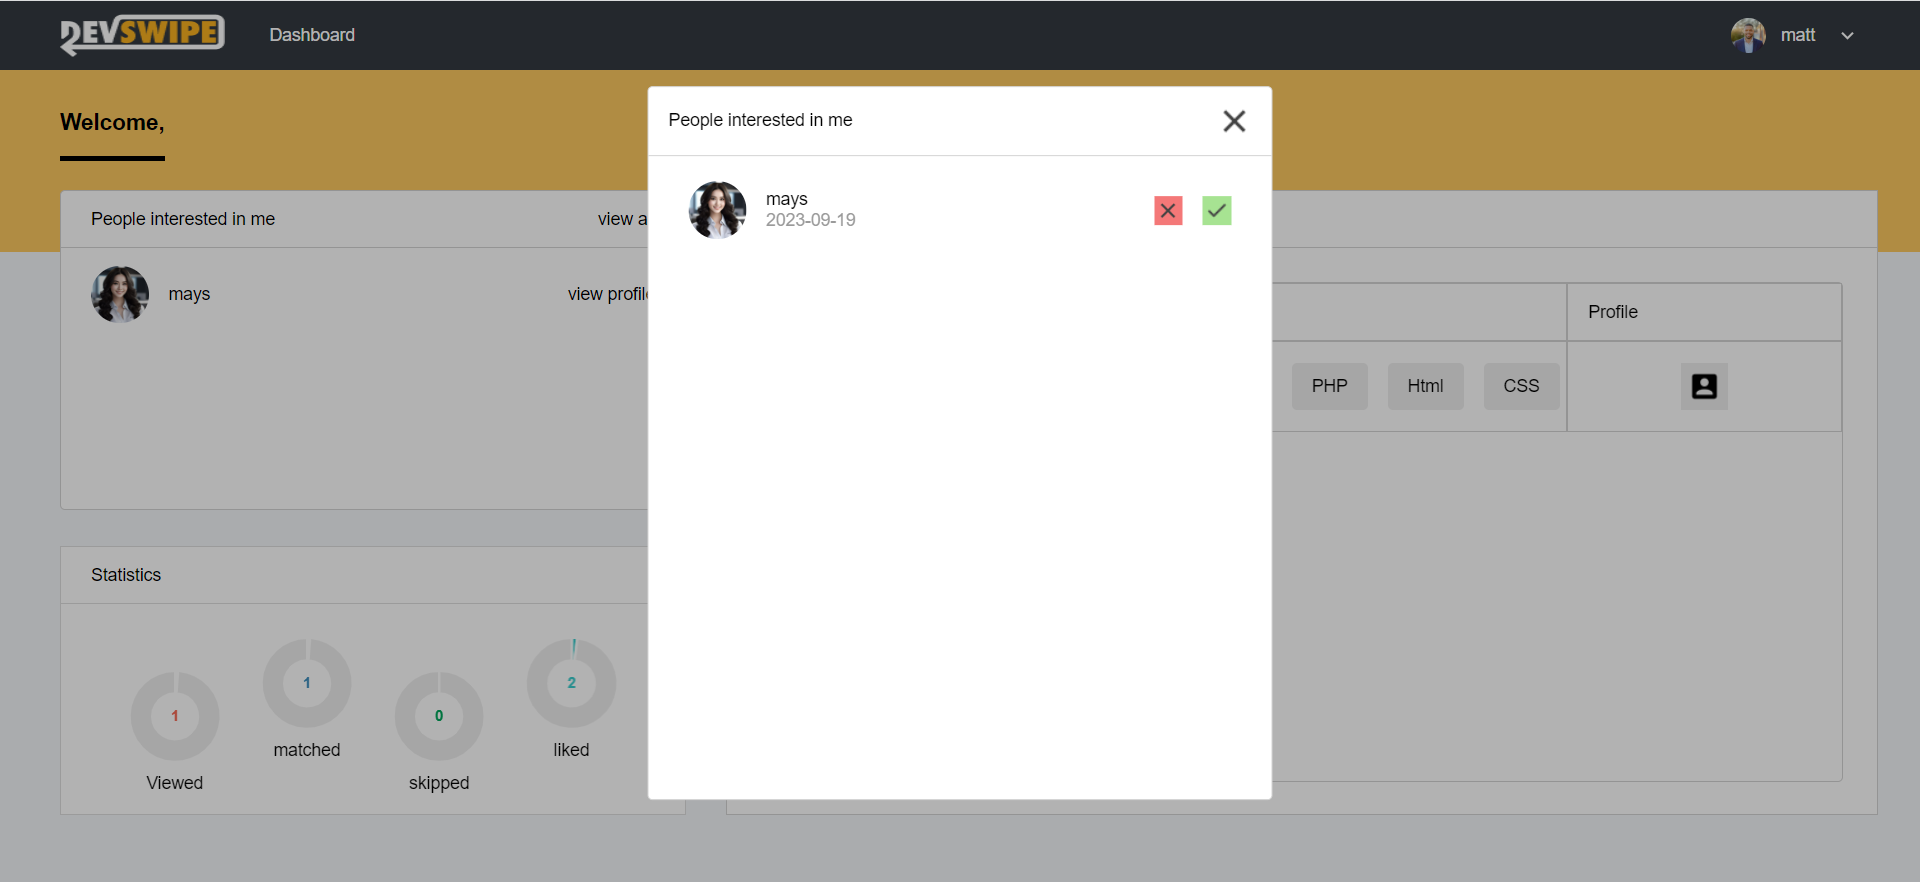 DEVSWIPE
Dashboard
matt
Welcome,
People interested in me
view a
mays
view profil
People interested in me
mays
2023-09-19
Profile
PHP
Html
CSS
Statistics
1
Viewed
1
matched
0
skipped
2
liked